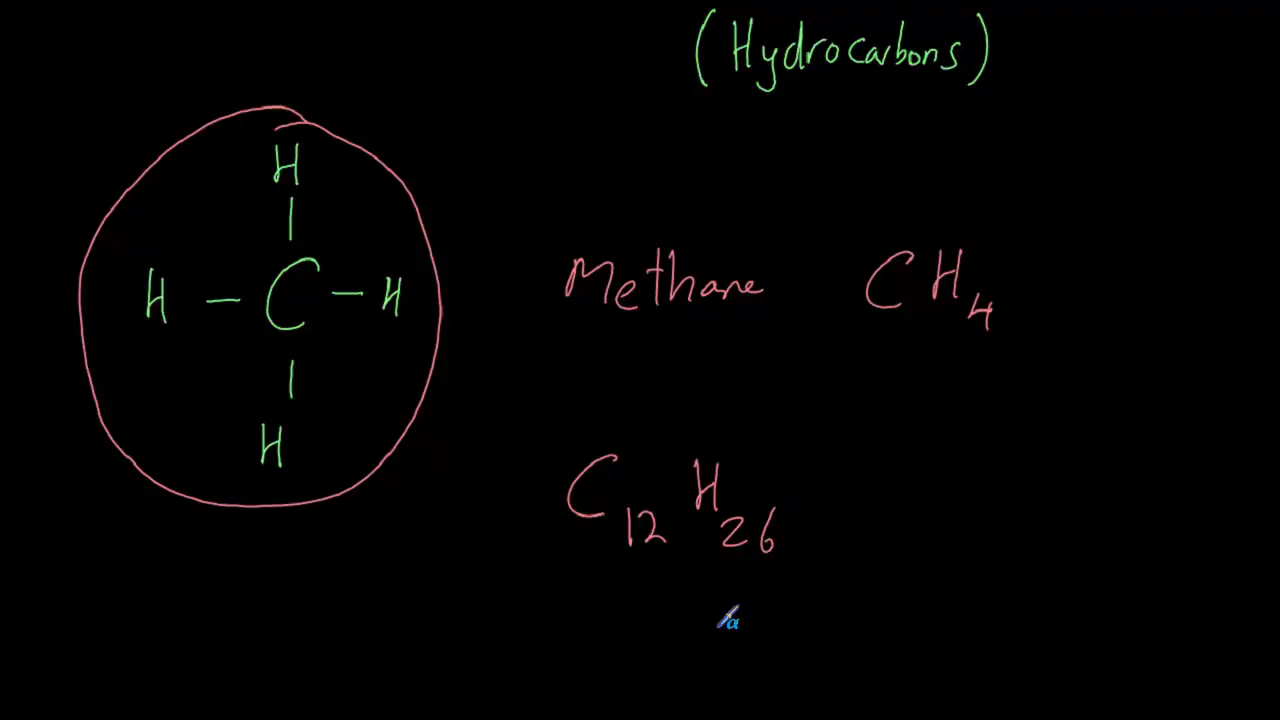 (Hydrocarbons)
H
|
H - C - H
|
H
Methane CH₄
C₁₂H₂₆